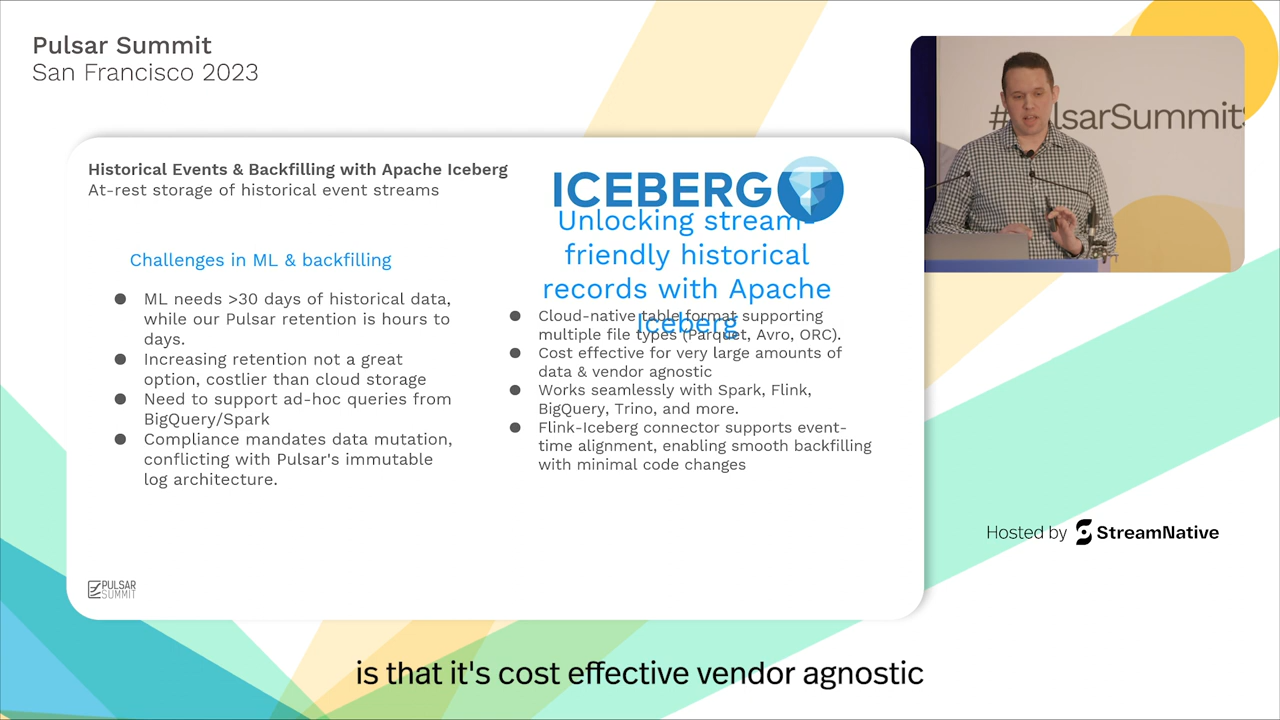 Pulsar Summit
San Francisco 2023
#PulsarSummitS
Historical Events & Backfilling with Apache Iceberg
At-rest storage of historical event streams
ICEBERG
Challenges in ML & backfilling
ML needs >30 days of historical data,
while our Pulsar retention is hours to
days.
Increasing retention not a great
option, costlier than cloud storage
Need to support ad-hoc queries from
BigQuery/Spark
Compliance mandates data mutation,
conflicting with Pulsar's immutable
log architecture.
Unlocking stream-
friendly historical
records with Apache
Iceberg
Cloud-native table format supporting
multiple file types (Parquet, Avro, ORC).
Cost effective for very large amounts of
data & vendor agnostic
Works seamlessly with Spark, Flink,
BigQuery, Trino, and more.
Flink-Iceberg connector supports event-
time alignment, enabling smooth backfilling
with minimal code changes
Hosted by StreamNative
PULSAR
SUMMIT
is that it's cost effective vendor agnostic